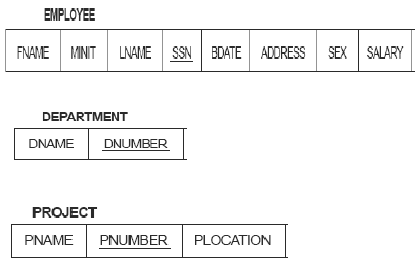 EMPLOYEE
FNAME MINIT LNAME SSN BDATE ADDRESS SEX SALARY
DEPARTMENT
DNAME DNUMBER
PROJECT
PNAME PNUMBER PLOCATION